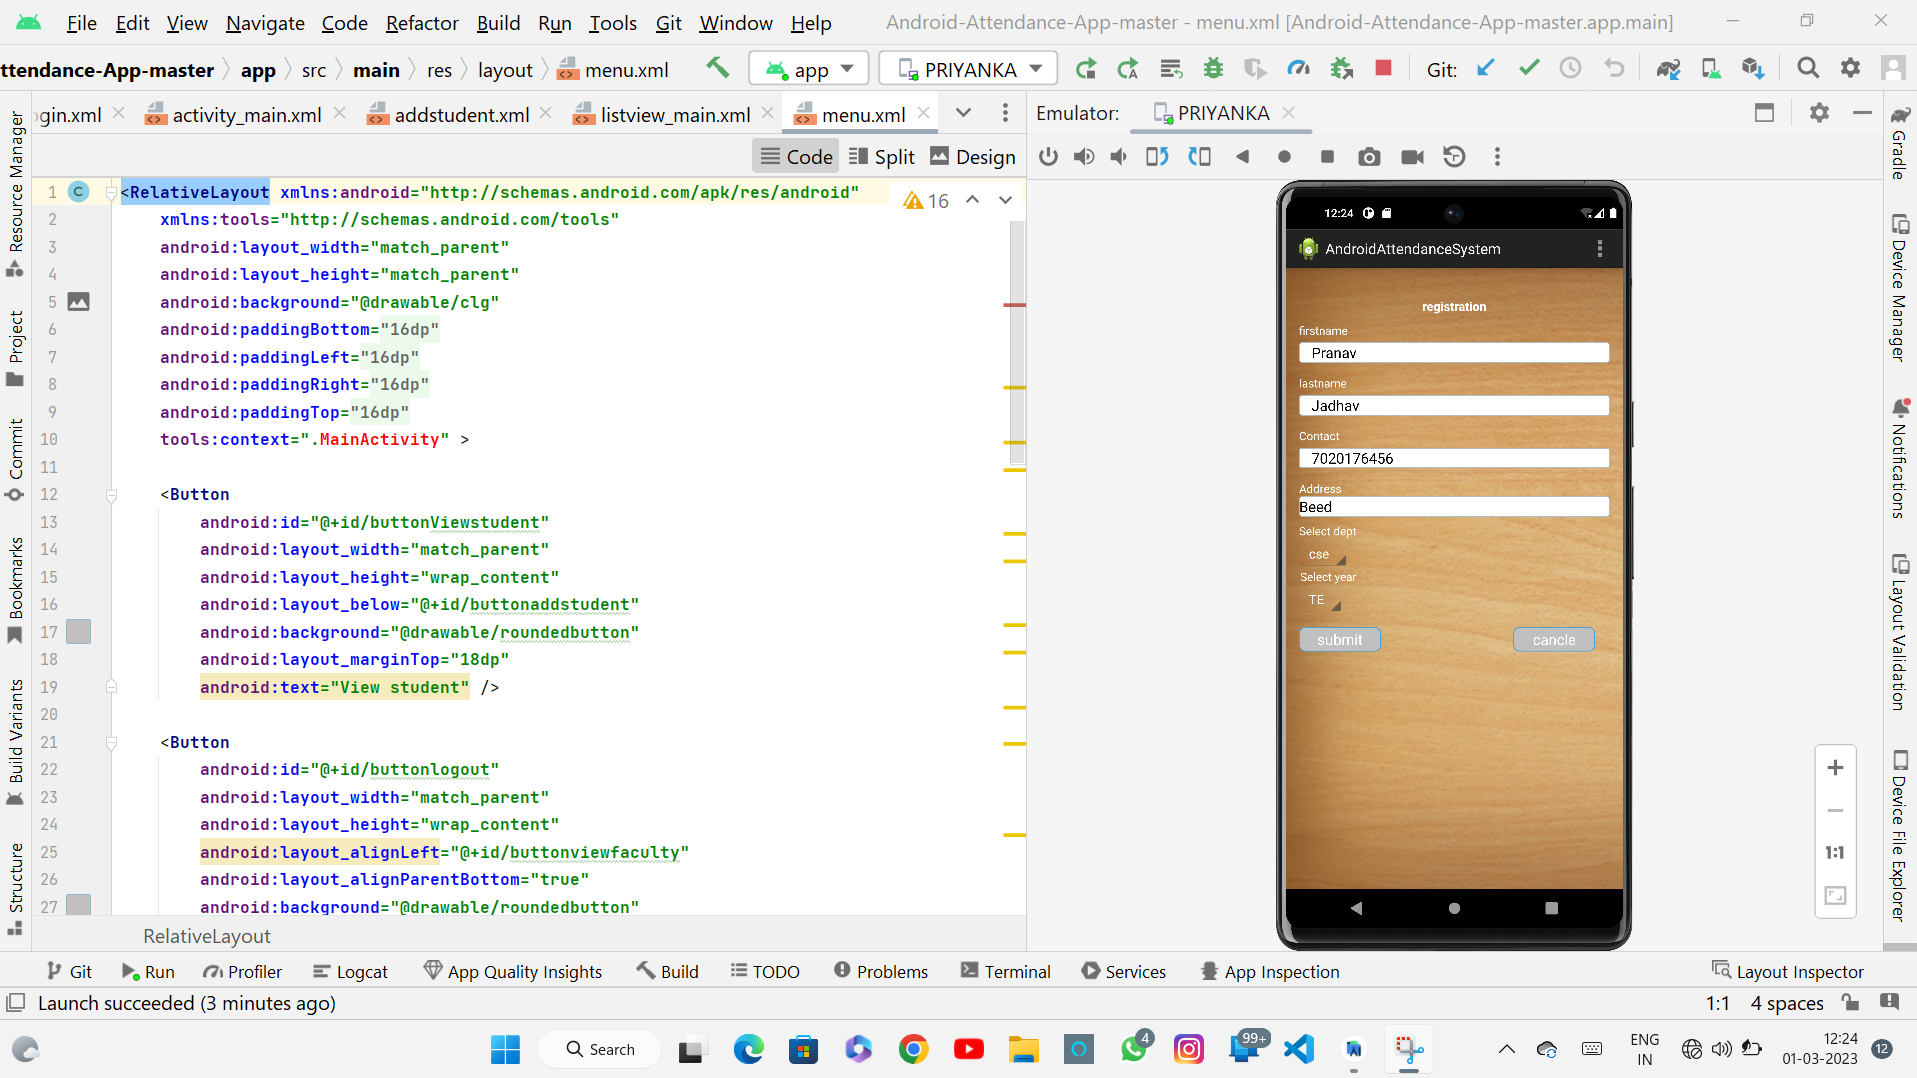 File Edit View Navigate Code Refactor Build Run Tools Git Window Help Android-Attendance-App-master - menu.xml [Android-Attendance-App-master.app.main]
ttendance-App-master app src main res layout menu.xml app PRIYANKA Git:
gin.xml activity_main.xml addstudent.xml listview_main.xml menu.xml Emulator: PRIYANKA
Code Split Design
16
1 <RelativeLayout xmlns:android="http://schemas.android.com/apk/res/android"
2 xmlns:tools="http://schemas.android.com/tools"
3 android:layout_width="match_parent"
4 android:layout_height="match_parent"
5 android:background="@drawable/clg"
6 android:paddingBottom="16dp"
7 android:paddingLeft="16dp"
8 android:paddingRight="16dp"
9 android:paddingTop="16dp"
10 tools:context=".MainActivity" >
11
12 <Button
13 android:id="@+id/buttonViewstudent"
14 android:layout_width="match_parent"
15 android:layout_height="wrap_content"
16 android:layout_below="@+id/buttonaddstudent"
17 android:background="@drawable/roundedbutton"
18 android:layout_marginTop="18dp"
19 android:text="View student" />
20
21 <Button
22 android:id="@+id/buttonlogout"
23 android:layout_width="match_parent"
24 android:layout_height="wrap_content"
25 android:layout_alignLeft="@+id/buttonviewfaculty"
26 android:layout_alignParentBottom="true"
27 android:background="@drawable/roundedbutton"
RelativeLayout
Resource Manager
Project
Commit
Bookmarks
Build Variants
Structure
12:24
AndroidAttendanceSystem
registration
firstname
Pranav
lastname
Jadhav
Contact
7020176456
Address
Beed
Select dept
cse
Select year
TE
submit cancle
1:1
Gradle
Device Manager
Notifications
Layout Validation
Device File Explorer
Git Run Profiler Logcat App Quality Insights Build TODO Problems Terminal Services App Inspection Layout Inspector
Launch succeeded (3 minutes ago) 1:1 4 spaces
Search 4 99+ ENG IN 12:24 01-03-2023 12